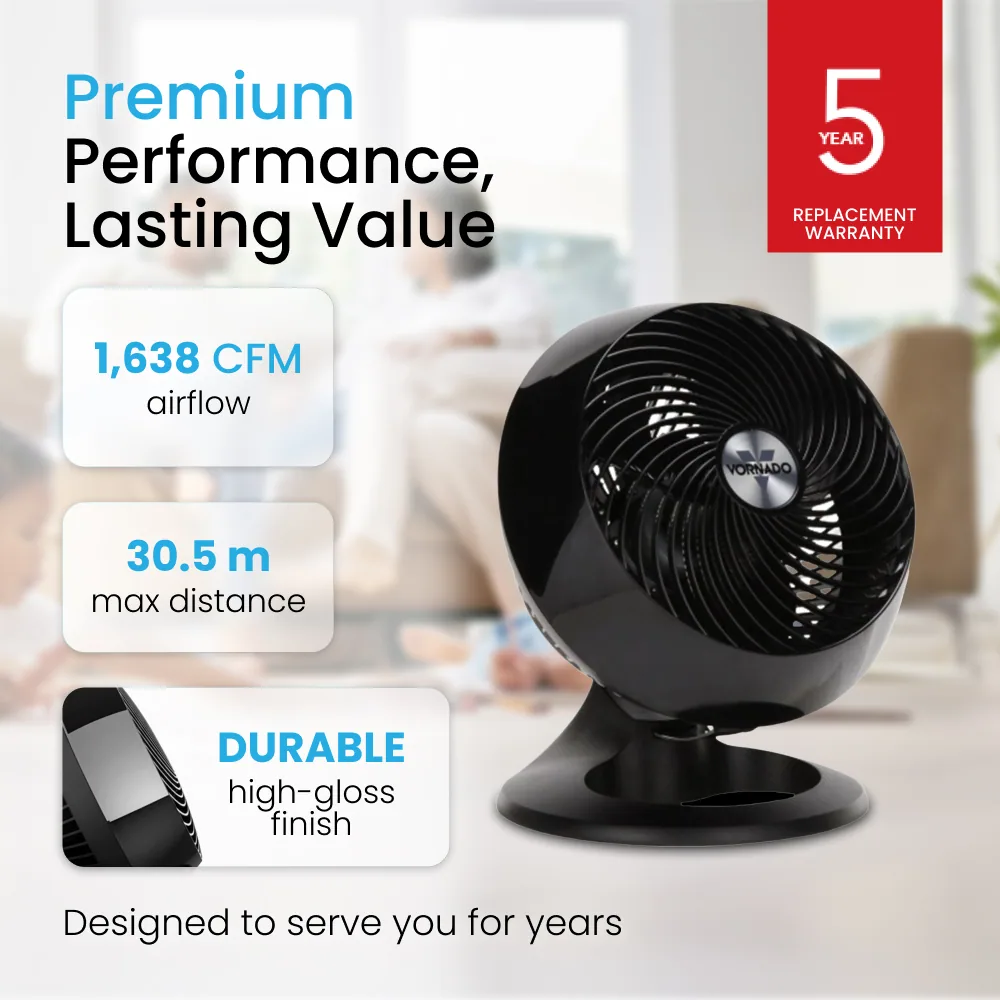 Premium
Performance,
Lasting Value
5
YEAR
REPLACEMENT
WARRANTY
1,638 CFM
airflow
30.5 m
max distance
VORNADO
DURABLE
high-gloss
finish
Designed to serve you for years